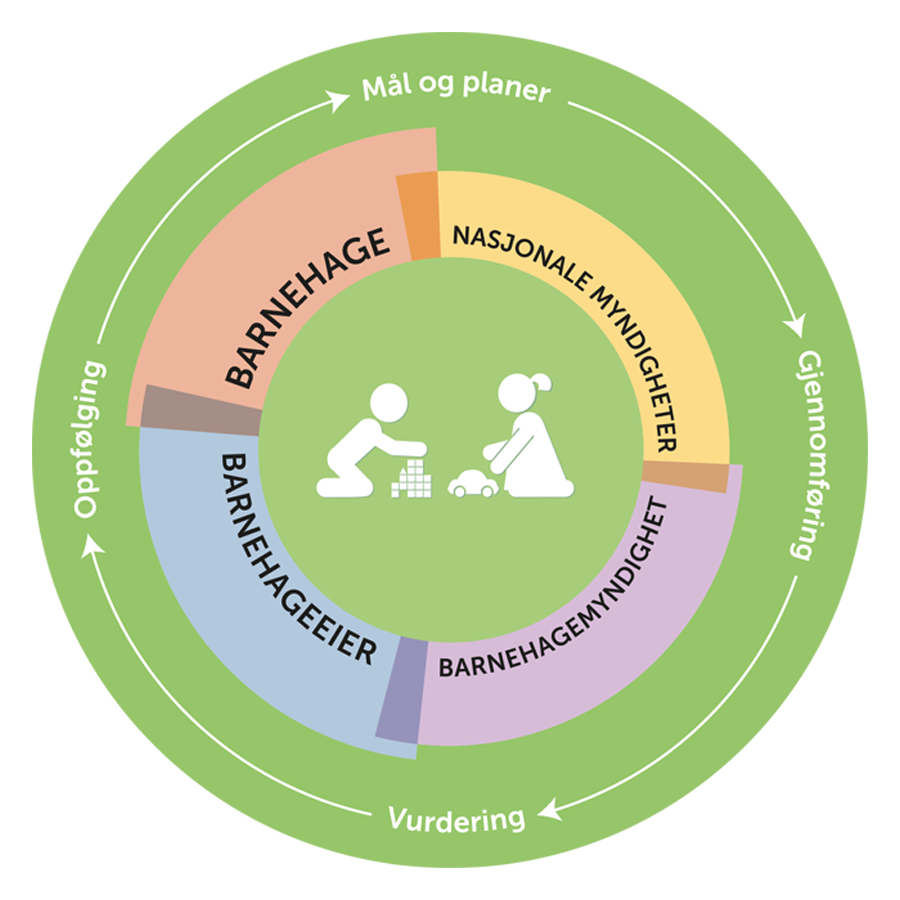 Mål og planer
Gjennomføring
Vurdering
Oppfølging
BARNEHAGE
NASJONALE MYNDIGHETER
BARNEHAGEMYNDIGHET
BARNEHAGEEIER